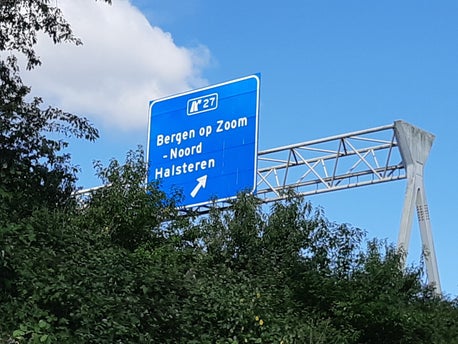 27
Bergen op Zoom
-Noord
Halsteren